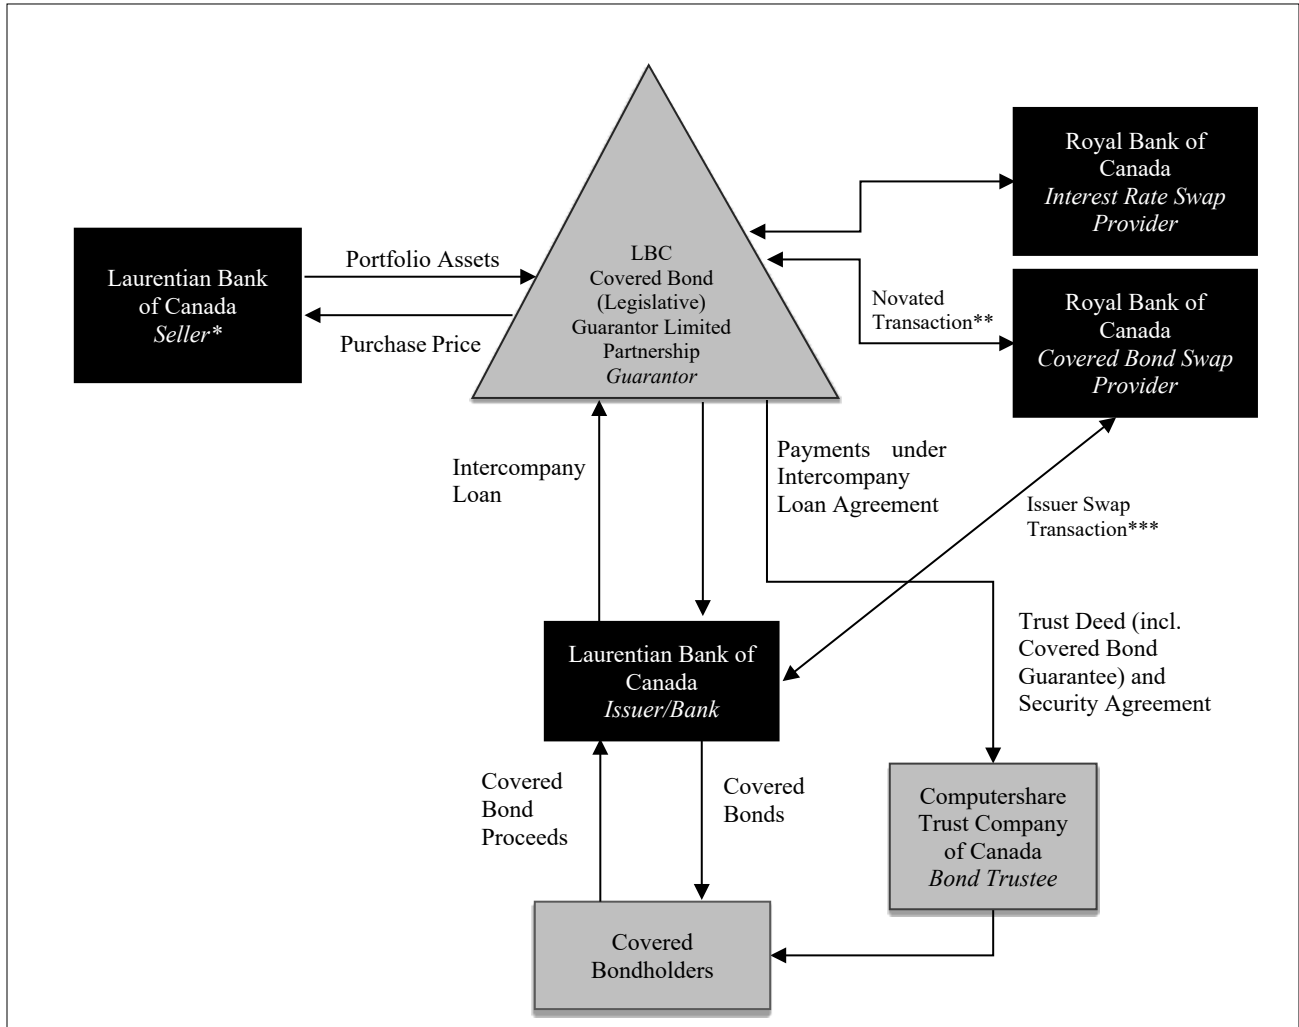 Royal Bank of
Canada
Interest Rate Swap
Provider
LBC
Covered Bond
(Legislative)
Guarantor Limited
Partnership
Guarantor
Portfolio Assets
Laurentian Bank
of Canada
Seller*
Purchase Price
Novated
Transaction**
Royal Bank of
Canada
Covered Bond Swap
Provider
Intercompany
Loan
Payments under
Intercompany
Loan Agreement
Issuer Swap
Transaction***
Laurentian Bank of
Canada
Issuer/Bank
Trust Deed (incl.
Covered Bond
Guarantee) and
Security Agreement
Covered
Bond
Proceeds
Covered
Bonds
Computershare
Trust Company
of Canada
Bond Trustee
Covered
Bondholders